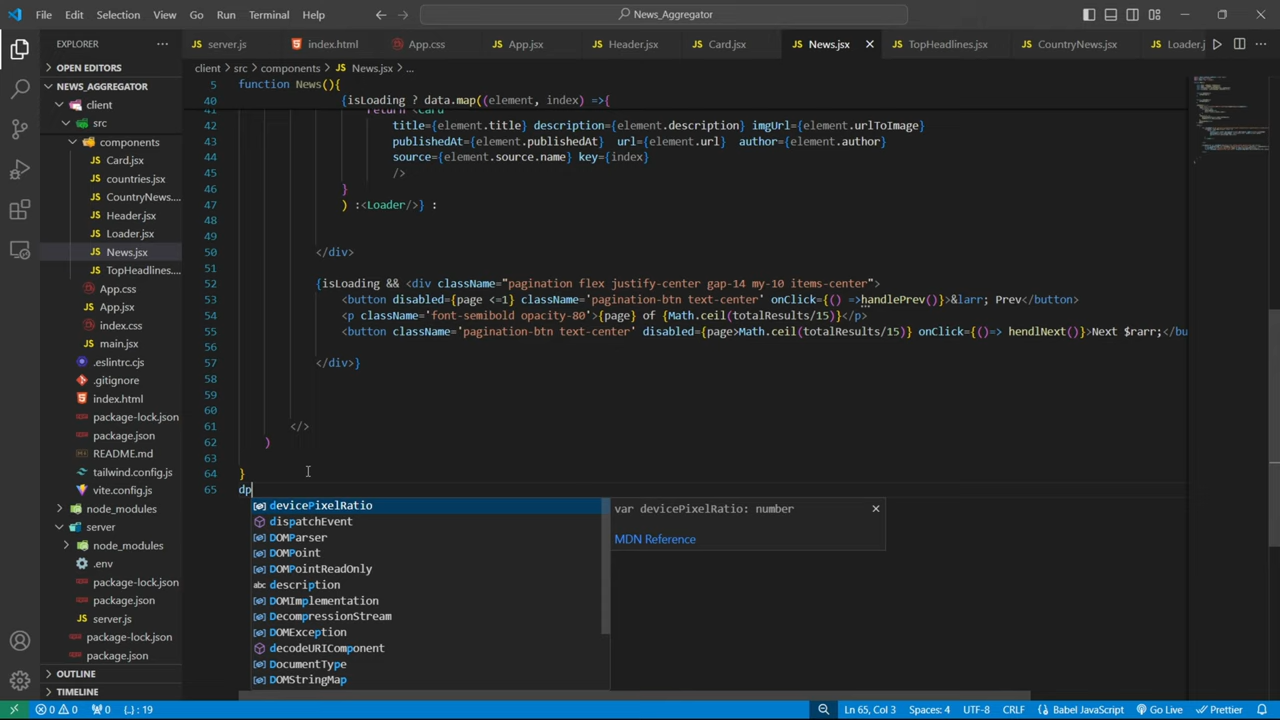 File Edit Selection View Go Run Terminal Help
News_Aggregator
EXPLORER
server.js index.html App.css App.jsx Header.jsx Card.jsx News.jsx TopHeadlines.jsx CountryNews.jsx Loader.j
OPEN EDITORS
client > src > components > News.jsx > ...
NEWS_AGGREGATOR
client
src
components
Card.jsx
countries.jsx
CountryNews....
Header.jsx
Loader.jsx
News.jsx
TopHeadlines....
App.css
App.jsx
index.css
main.jsx
.eslintrc.cjs
.gitignore
index.html
package-lock.json
package.json
README.md
tailwind.config.js
vite.config.js
node_modules
server
node_modules
.env
package-lock.json
package.json
server.js
package-lock.json
package.json
OUTLINE
TIMELINE
5 function News(){
40 {isLoading ? data.map((element, index) =>{
41 return <Card
42 title={element.title} description={element.description} imgUrl={element.urlToImage}
43 publishedAt={element.publishedAt} url={element.url} author={element.author}
44 source={element.source.name} key={index}
45 />
46 }
47 ) :<Loader/>} :
48
49
50 </div>
51
52 {isLoading && <div className="pagination flex justify-center gap-14 my-10 items-center">
53 <button disabled={page <=1} className='pagination-btn text-center' onClick={() =>handlePrev()}>&larr; Prev</button>
54 <p className='font-semibold opacity-80'>{page} of {Math.ceil(totalResults/15)}</p>
55 <button className='pagination-btn text-center' disabled={page>Math.ceil(totalResults/15)} onClick={()=> hendlNext()}>Next $rarr;</bu
56
57 </div>}
58
59
60
61 </>
62 )
63
64 }
65 dp
devicePixelRatio
dispatchEvent
DOMParser
DOMPoint
DOMPointReadOnly
abc description
DOMImplementation
DecompressionStream
DOMException
decodeURIComponent
DocumentType
DOMStringMap
var devicePixelRatio: number
MDN Reference
0 0 0 {..} : 19 Ln 65, Col 3 Spaces: 4 UTF-8 CRLF Babel JavaScript Go Live Prettier